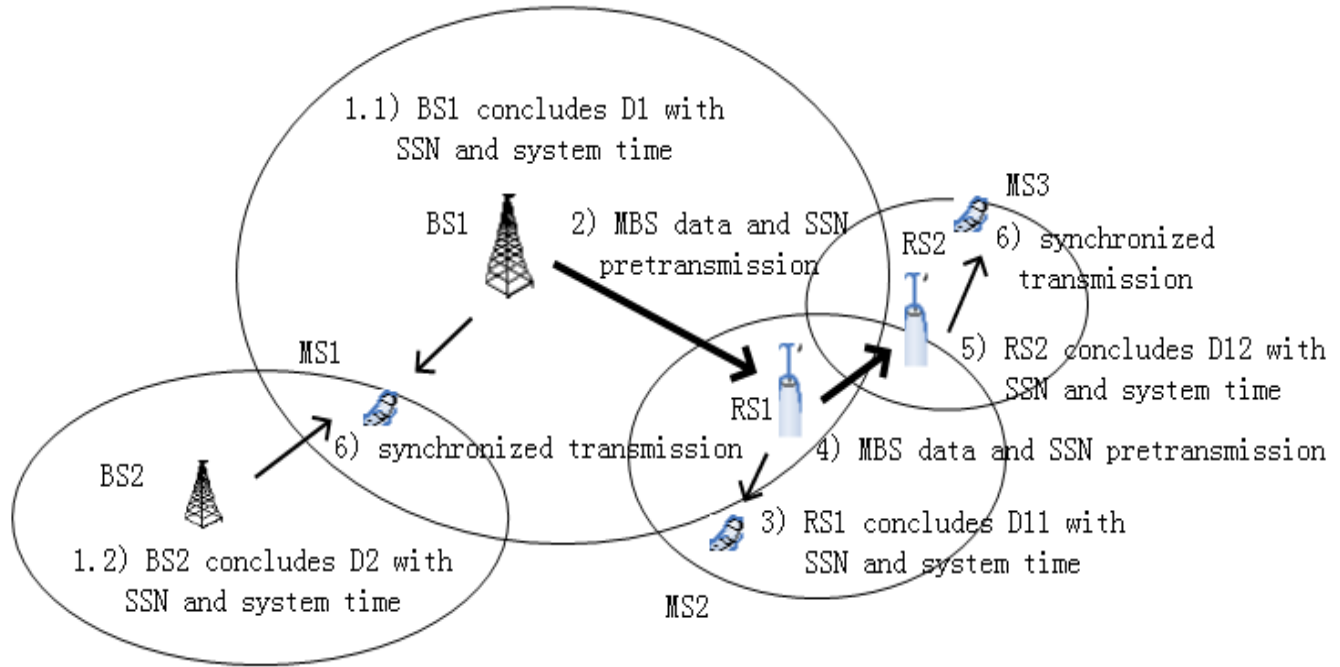 1.1) BS1 concludes D1 with
SSN and system time
BS1
2) MBS data and SSN
pretransmission
MS3
RS2
6) synchronized
transmission
MS1
5) RS2 concludes D12 with
SSN and system time
RS1
6) synchronized transmission
4) MBS data and SSN pretransmission
BS2
3) RS1 concludes D11 with
SSN and system time
1.2) BS2 concludes D2 with
SSN and system time
MS2